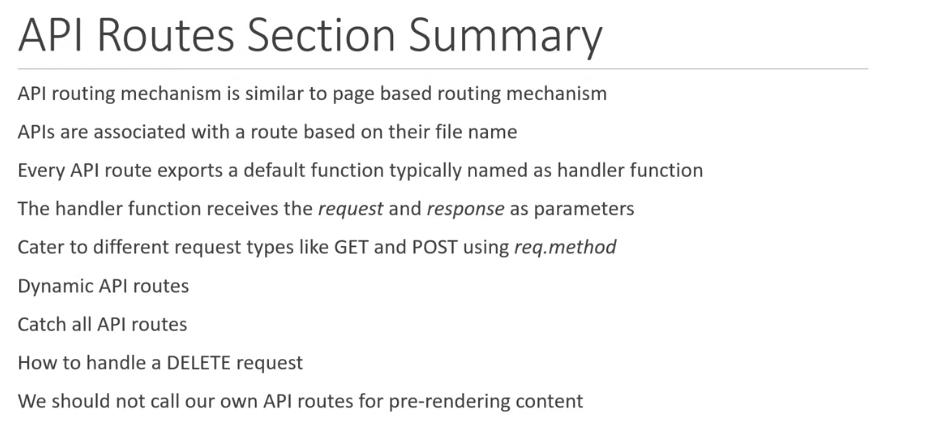 API Routes Section Summary
API routing mechanism is similar to page based routing mechanism
APIs are associated with a route based on their file name
Every API route exports a default function typically named as handler function
The handler function receives the request and response as parameters
Cater to different request types like GET and POST using req.method
Dynamic API routes
Catch all API routes
How to handle a DELETE request
We should not call our own API routes for pre-rendering content